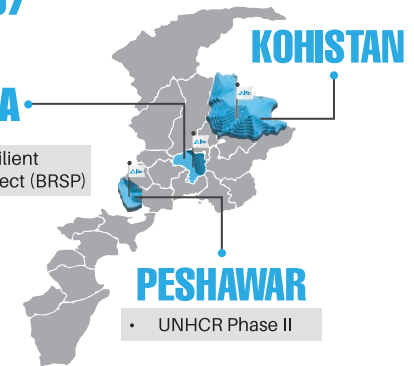 KOHISTAN
A
ilient
ect (BRSP)
PESHAWAR
• UNHCR Phase II